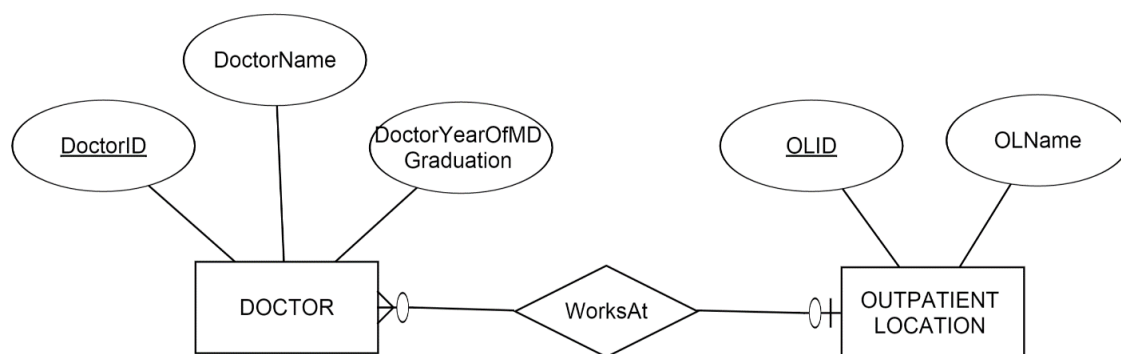 DoctorName
DoctorID
DoctorYearOfMD
Graduation
OLID
OLName
DOCTOR
WorksAt
OUTPATIENT
LOCATION